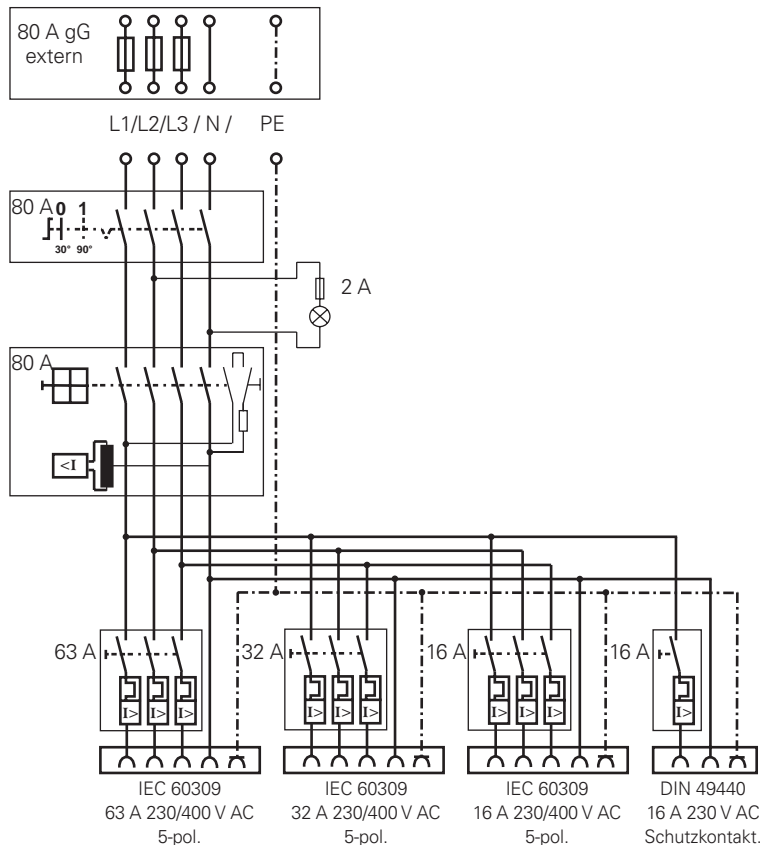 80 A gG
extern
L1/L2/L3 / N / PE
80 A 0 1
30° 90°
2 A
80 A
<I
63 A
32 A
16 A
16 A
I> I> I>
I> I> I>
I> I> I>
I>
IEC 60309
63 A 230/400 V AC
5-pol.
IEC 60309
32 A 230/400 V AC
5-pol.
IEC 60309
16 A 230/400 V AC
5-pol.
DIN 49440
16 A 230 V AC
Schutzkontakt.